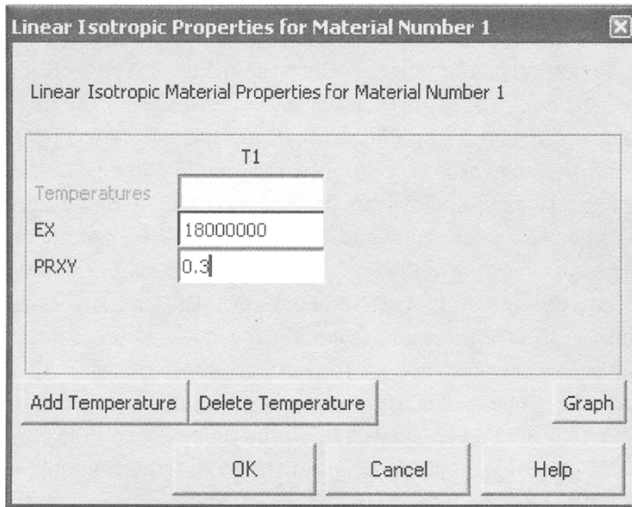 Linear Isotropic Properties for Material Number 1
Linear Isotropic Material Properties for Material Number 1
T1
Temperatures
EX 18000000
PRXY 0.3
Add Temperature Delete Temperature Graph
OK Cancel Help